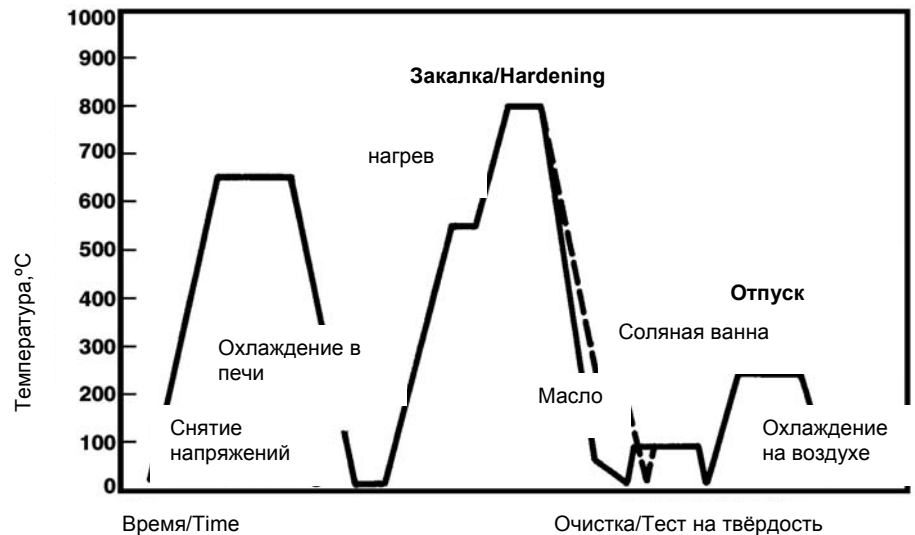 1000
900
800
700
600
500
400
300
200
100
0
Температура,ºC
Закалка/Hardening
нагрев
Отпуск
Соляная ванна
Охлаждение в
печи
Масло
Снятие
напряжений
Охлаждение
на воздухе
Время/Time
Очистка/Тест на твёрдость